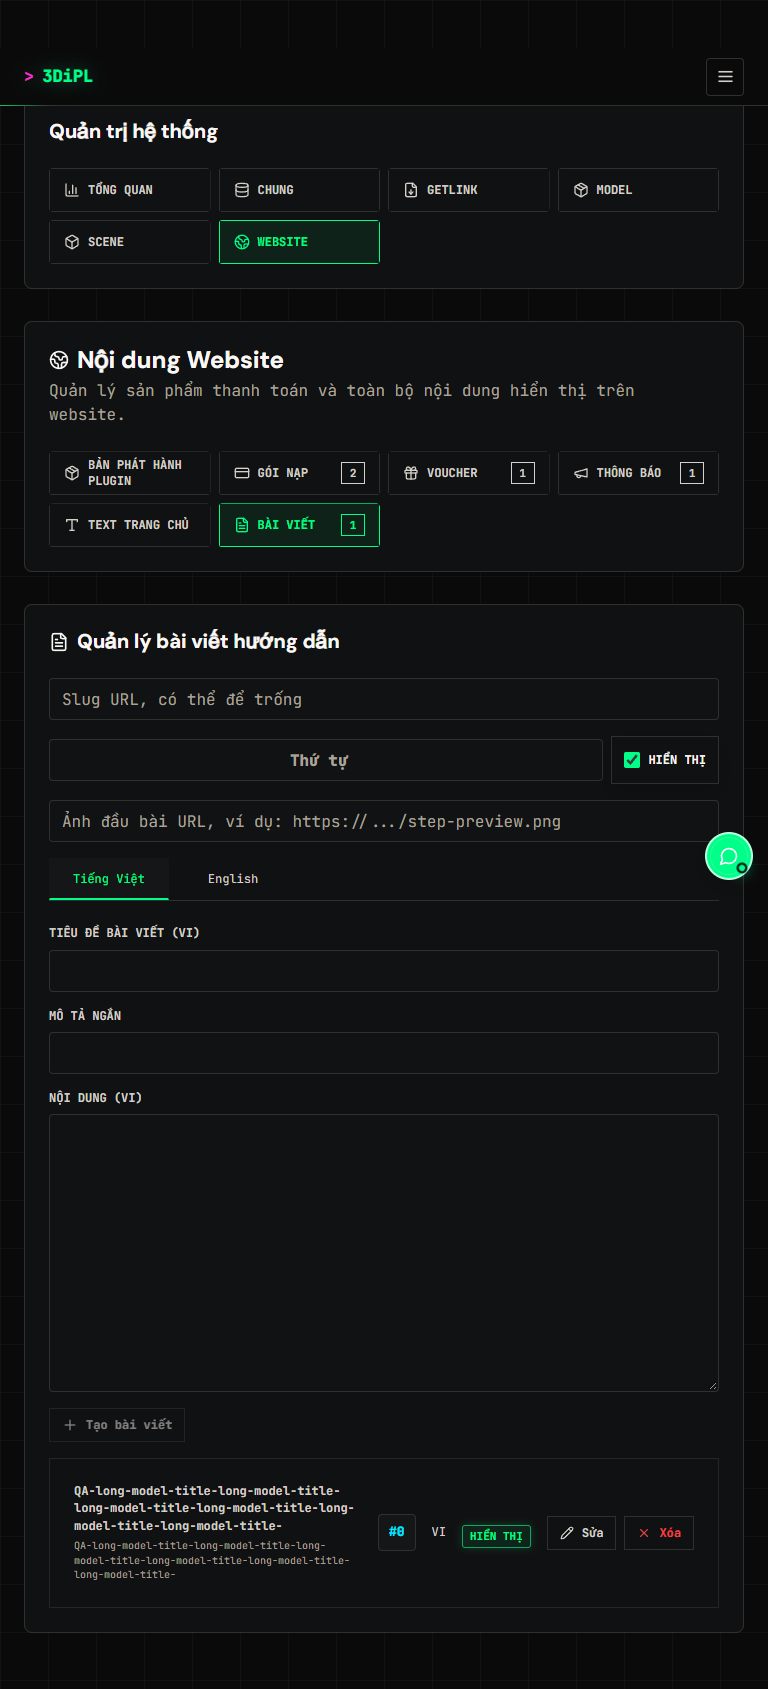 > 3DiPL
Quản trị hệ thống
TỔNG QUAN
CHUNG
GETLINK
MODEL
SCENE
WEBSITE
Nội dung Website
Quản lý sản phẩm thanh toán và toàn bộ nội dung hiển thị trên
website.
BẢN PHÁT HÀNH
PLUGIN
GÓI NẠP 2
VOUCHER 1
THÔNG BÁO 1
TEXT TRANG CHỦ
BÀI VIẾT 1
Quản lý bài viết hướng dẫn
Slug URL, có thể để trống
Thứ tự
HIỂN THỊ
Ảnh đầu bài URL, ví dụ: https://.../step-preview.png
Tiếng Việt
English
TIÊU ĐỀ BÀI VIẾT (VI)
MÔ TẢ NGẮN
NỘI DUNG (VI)
Tạo bài viết
QA-long-model-title-long-model-title-
long-model-title-long-model-title-long-
model-title-long-model-title-
QA-long-model-title-long-model-title-long-
model-title-long-model-title-long-model-title-
long-model-title-
#0
VI
HIỂN THỊ
Sửa
Xóa